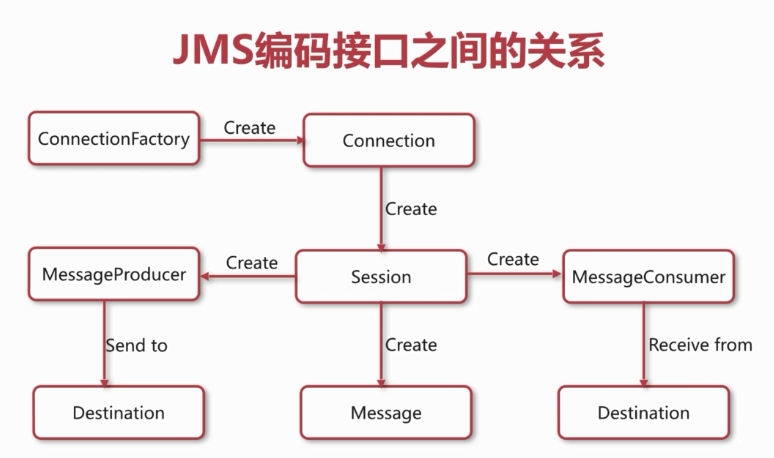 JMS编码接口之间的关系
ConnectionFactory
Create
Connection
Create
MessageProducer
Create
Session
Create
MessageConsumer
Send to
Create
Receive from
Destination
Message
Destination